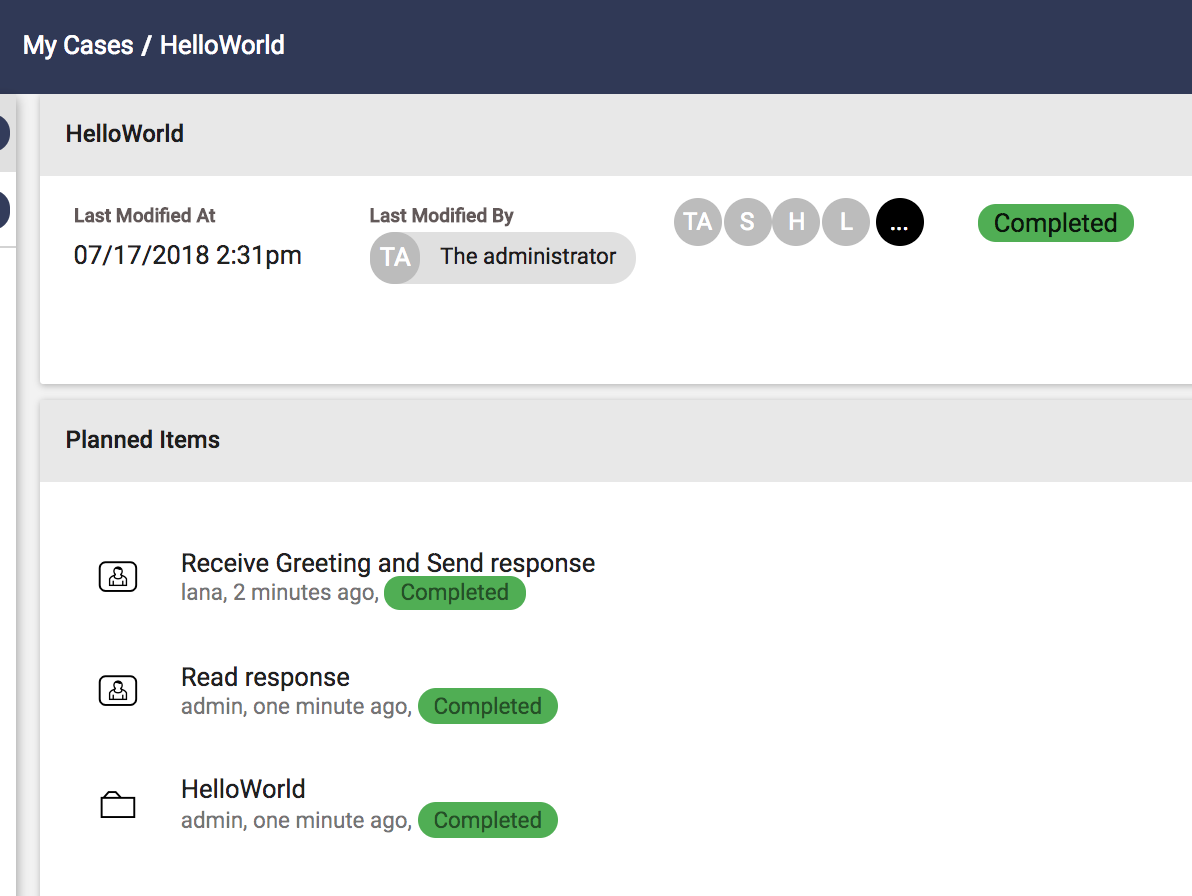 My Cases / HelloWorld
HelloWorld
Last Modified At
Last Modified By
TA S H L ...
Completed
07/17/2018 2:31pm
TA The administrator
Planned Items
Receive Greeting and Send response
lana, 2 minutes ago, Completed
Read response
admin, one minute ago, Completed
HelloWorld
admin, one minute ago, Completed